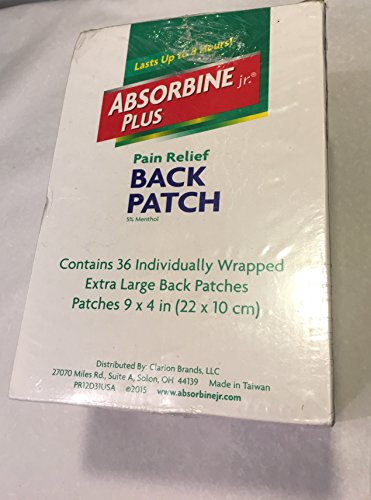 Lasts Up to 8 Hours!
ABSORBINE jr.®
PLUS
Pain Relief
BACK
PATCH
5% Menthol
Contains 36 Individually Wrapped
Extra Large Back Patches
Patches 9 x 4 in (22 x 10 cm)
Distributed By: Clarion Brands, LLC
27070 Miles Rd., Suite A, Solon, OH 44139 Made in Taiwan
PR12D31USA ©2015 www.absorbinejr.com